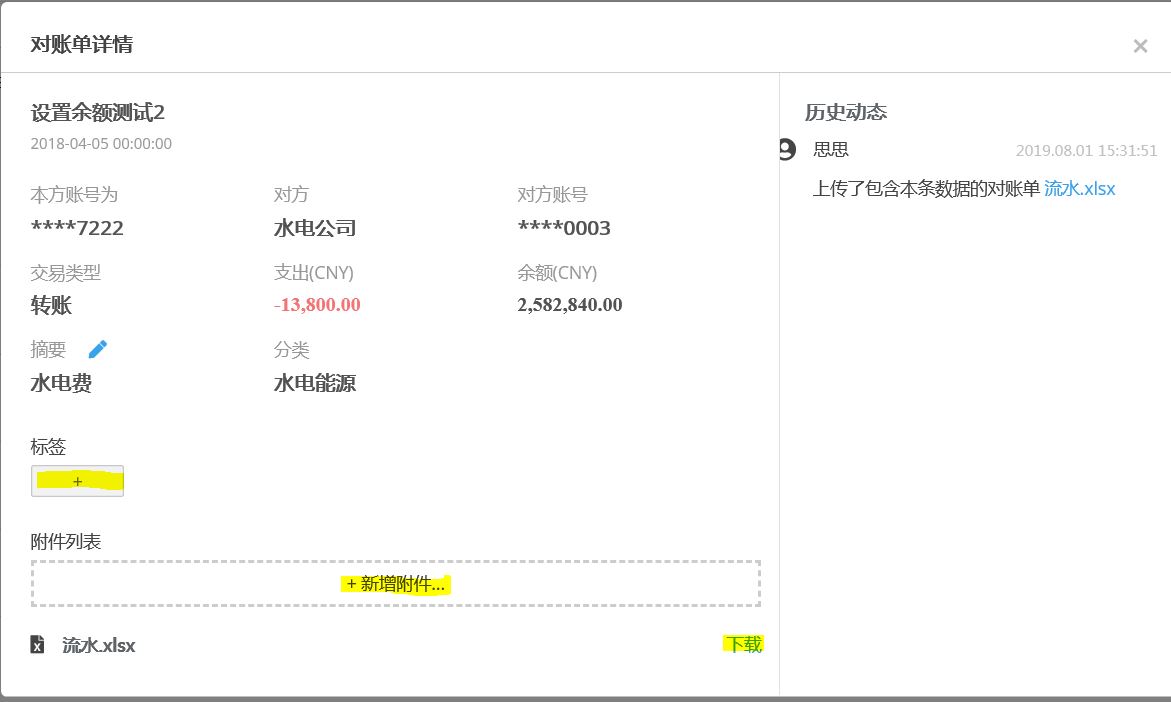 对账单详情
×
设置余额测试2
2018-04-05 00:00:00
本方账号为 对方 对方账号
****7222 水电公司 ****0003
交易类型 支出(CNY) 余额(CNY)
转账 -13,800.00 2,582,840.00
摘要 分类
水电费 水电能源
标签
+
附件列表
+ 新增附件...
流水.xlsx 下载
历史动态
思思 2019.08.01 15:31:51
上传了包含本条数据的对账单 流水.xlsx